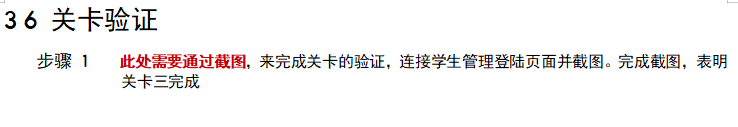 36 关卡验证
步骤 1 此处需要通过截图，来完成关卡的验证，连接学生管理登陆页面并截图。完成截图，表明
关卡三完成